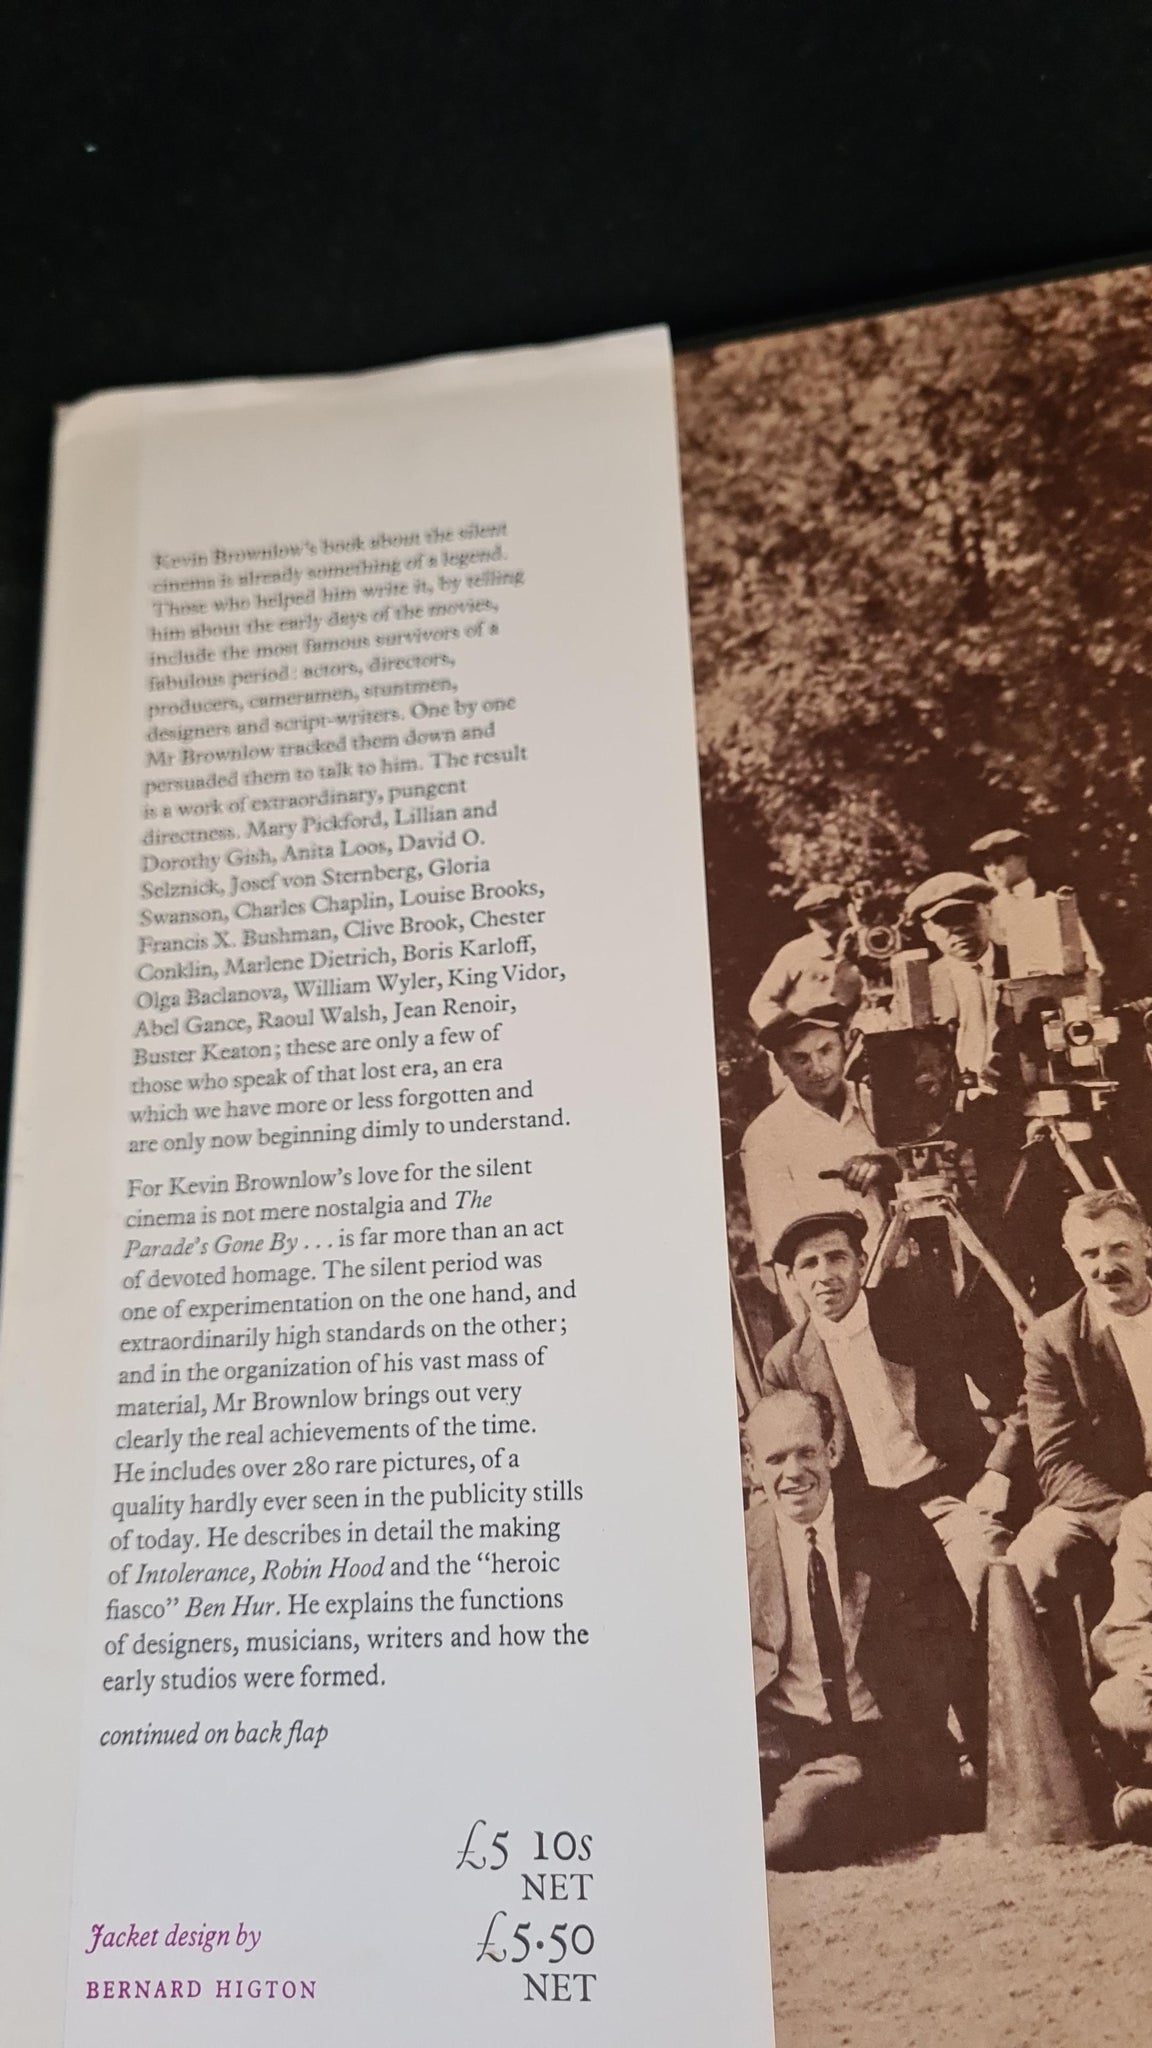 Kevin Brownlow's book about the silent
cinema is already something of a legend.
Those who helped him write it, by telling
him about the early days of the movies,
include the most famous survivors of a
fabulous period: actors, directors,
producers, cameramen, stuntmen,
designers and script-writers. One by one
Mr Brownlow tracked them down and
persuaded them to talk to him. The result
is a work of extraordinary, pungent
directness. Mary Pickford, Lillian and
Dorothy Gish, Anita Loos, David O.
Selznick, Josef von Sternberg, Gloria
Swanson, Charles Chaplin, Louise Brooks,
Francis X. Bushman, Clive Brook, Chester
Conklin, Marlene Dietrich, Boris Karloff,
Olga Baclanova, William Wyler, King Vidor,
Abel Gance, Raoul Walsh, Jean Renoir,
Buster Keaton; these are only a few of
those who speak of that lost era, an era
which we have more or less forgotten and
are only now beginning dimly to understand.
For Kevin Brownlow's love for the silent
cinema is not mere nostalgia and The
Parade's Gone By . . . is far more than an act
of devoted homage. The silent period was
one of experimentation on the one hand, and
extraordinarily high standards on the other;
and in the organization of his vast mass of
material, Mr Brownlow brings out very
clearly the real achievements of the time.
He includes over 280 rare pictures, of a
quality hardly ever seen in the publicity stills
of today. He describes in detail the making
of Intolerance, Robin Hood and the “heroic
fiasco” Ben Hur. He explains the functions
of designers, musicians, writers and how the
early studios were formed.
continued on back flap
£5 10s
NET
£5·50
NET
Jacket design by
BERNARD HIGTON